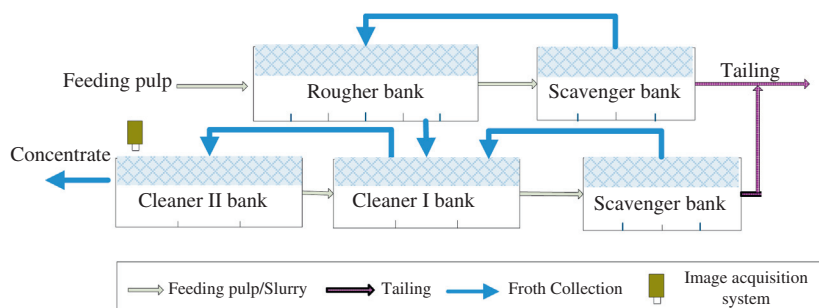 Feeding pulp
Rougher bank
Scavenger bank
Tailing
Concentrate
Cleaner II bank
Cleaner I bank
Scavenger bank
Feeding pulp/Slurry
Tailing
Froth Collection
Image acquisition
system